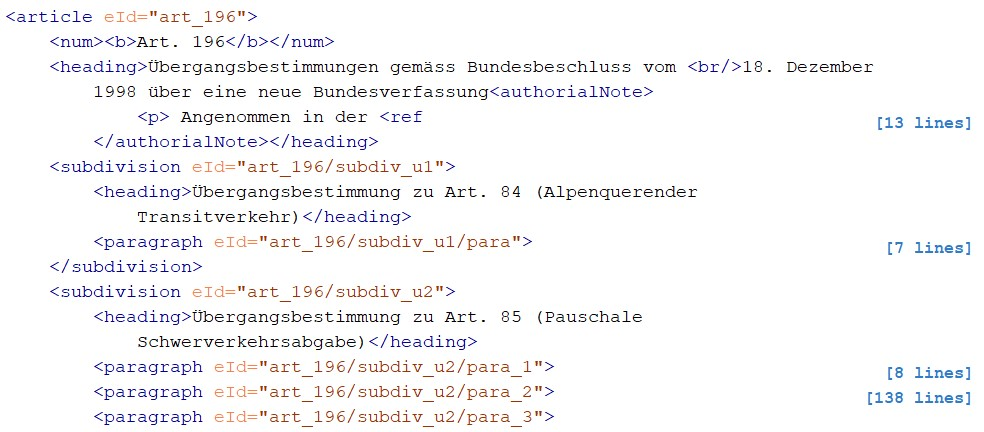 <article eId="art_196">
<num><b>Art. 196</b></num>
<heading>Übergangsbestimmungen gemäss Bundesbeschluss vom <br/>18. Dezember
1998 über eine neue Bundesverfassung<authorialNote>
<p> Angenommen in der <ref
[13 lines]
</authorialNote></heading>
<subdivision eId="art_196/subdiv_u1">
<heading>Übergangsbestimmung zu Art. 84 (Alpenquerender
Transitverkehr)</heading>
<paragraph eId="art_196/subdiv_u1/para"> [7 lines]
</subdivision>
<subdivision eId="art_196/subdiv_u2">
<heading>Übergangsbestimmung zu Art. 85 (Pauschale
Schwerverkehrsabgabe)</heading>
<paragraph eId="art_196/subdiv_u2/para_1"> [8 lines]
<paragraph eId="art_196/subdiv_u2/para_2"> [138 lines]
<paragraph eId="art_196/subdiv_u2/para_3">